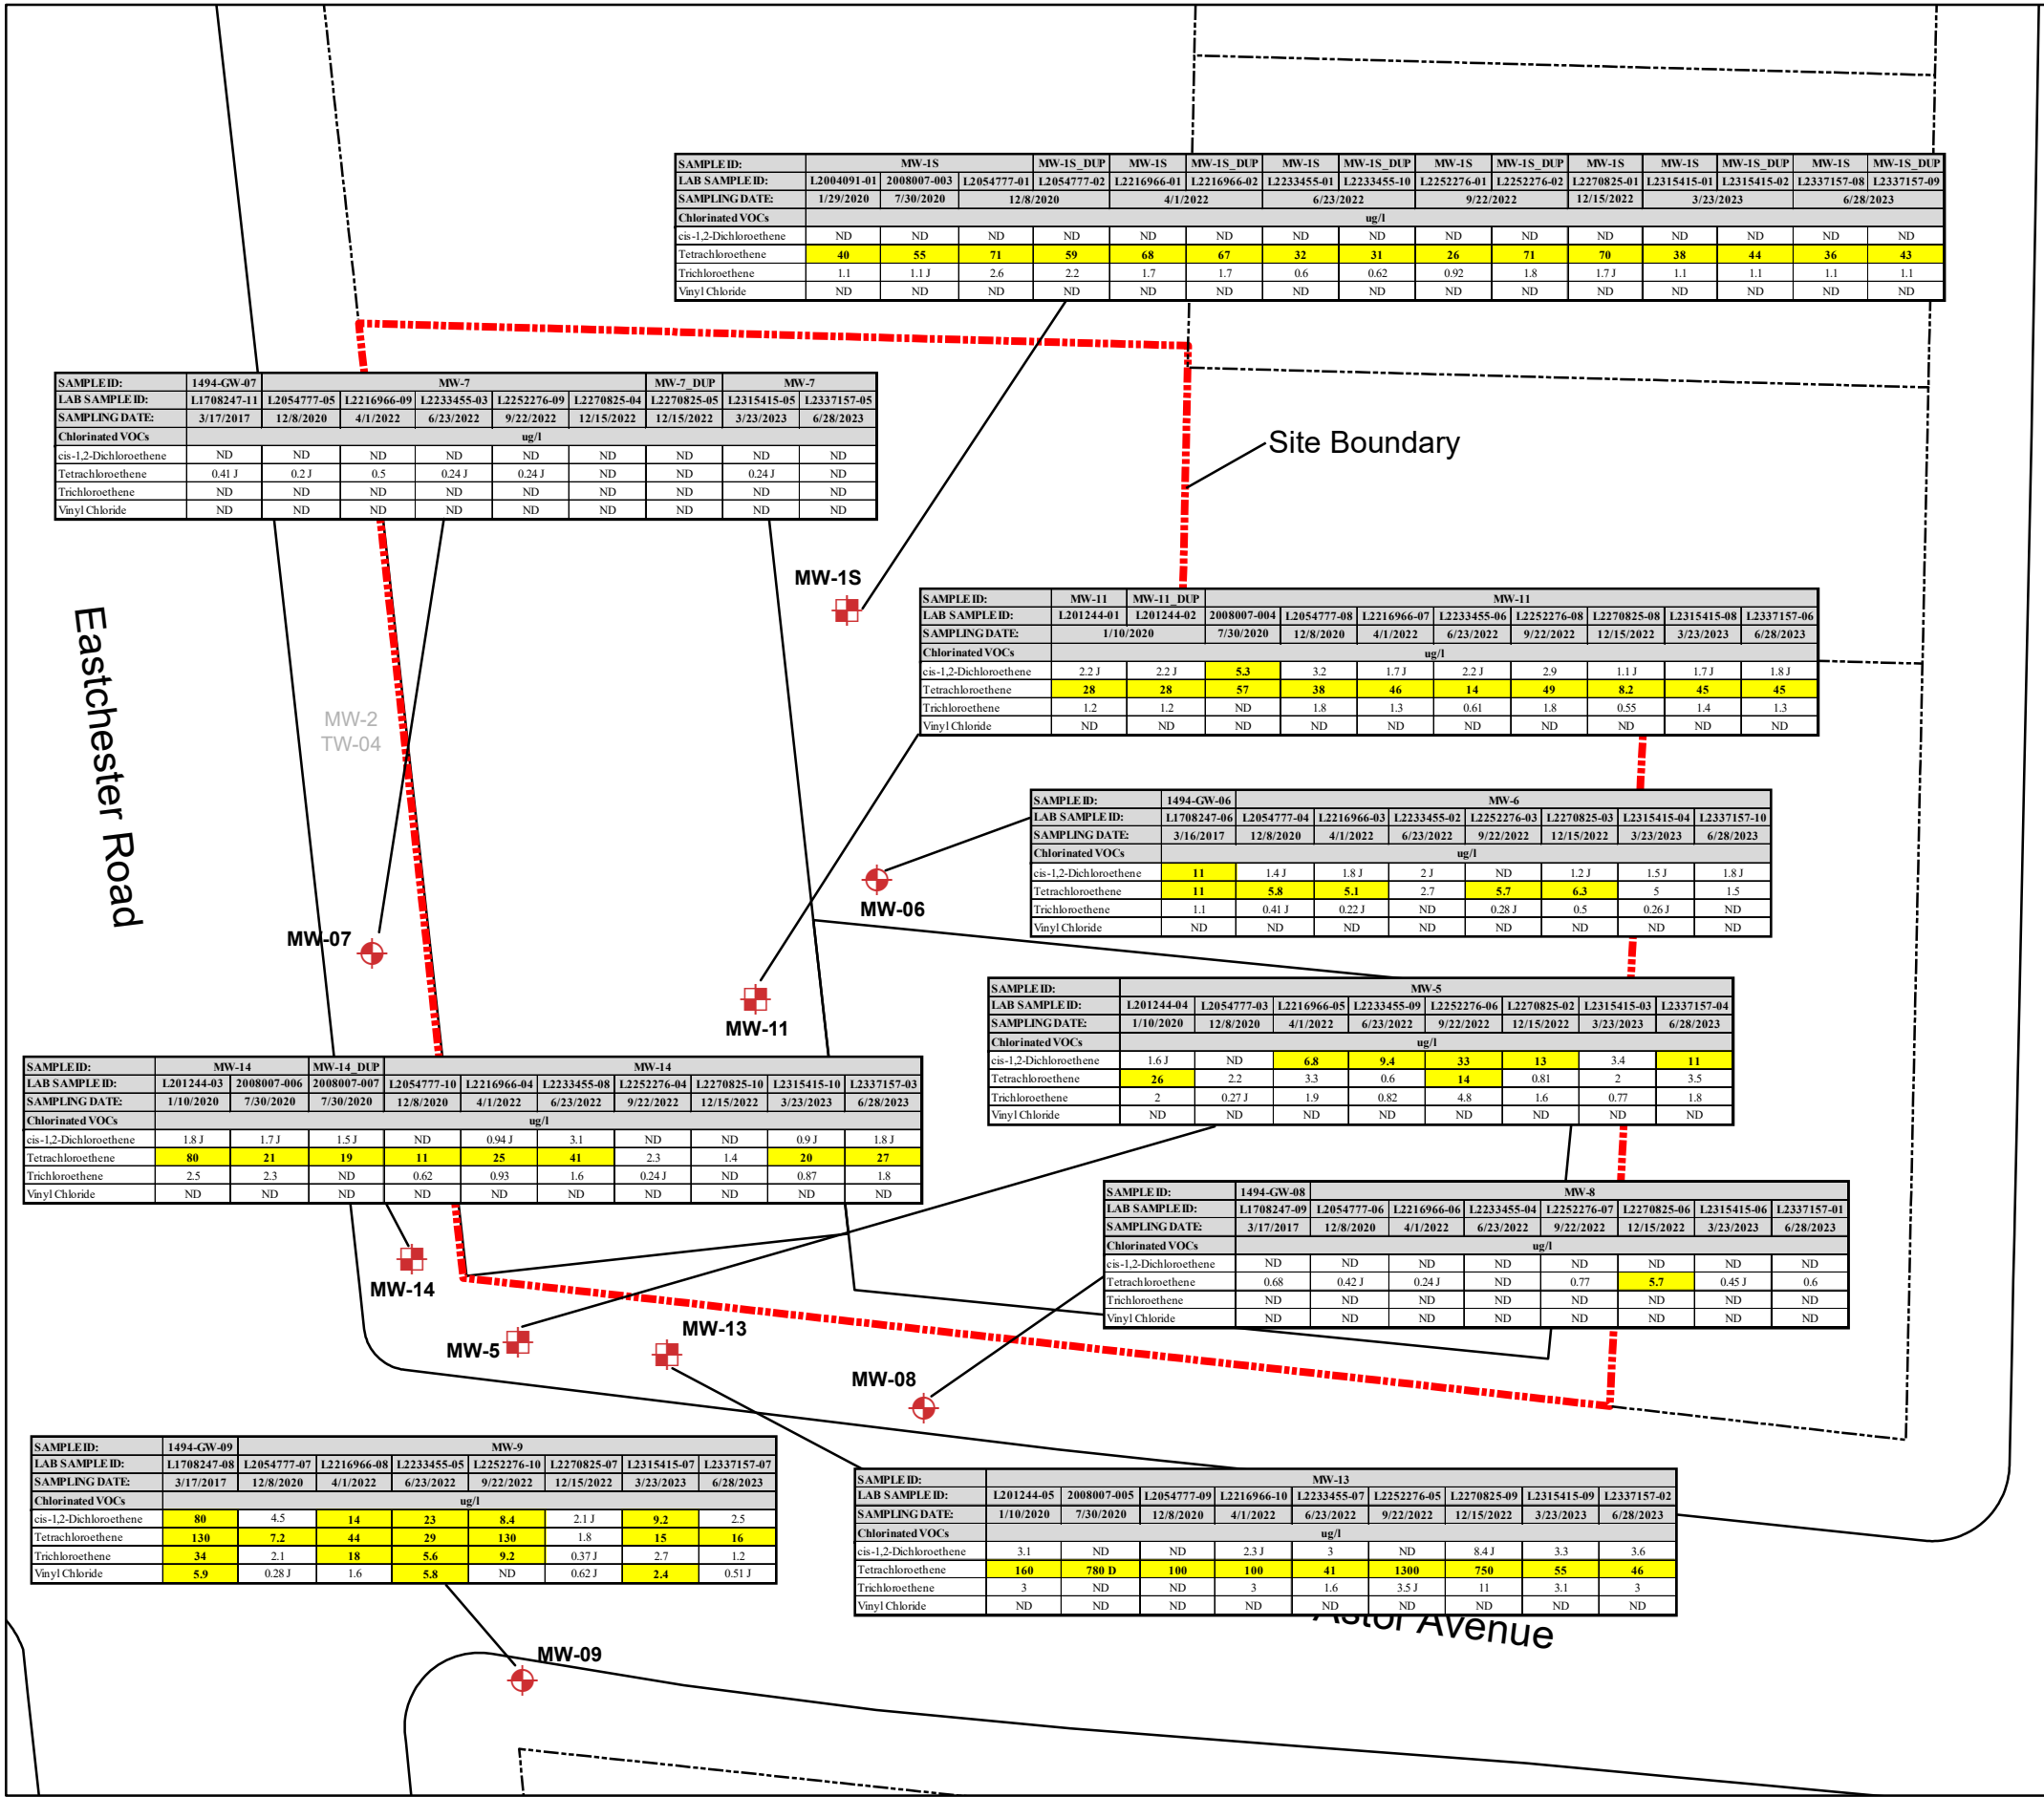 SAMPLE ID: MW-1S MW-1S_DUP MW-1S MW-1S_DUP MW-1S MW-1S_DUP MW-1S MW-1S_DUP MW-1S MW-1S MW-1S_DUP MW-1S MW-1S_DUP
LAB SAMPLE ID: L2004091-01 2008007-003 L2054777-01 L2054777-02 L2216966-01 L2216966-02 L2233455-01 L2233455-10 L2252276-01 L2252276-02 L2270825-01 L2315415-01 L2315415-02 L2337157-08 L2337157-09
SAMPLING DATE: 1/29/2020 7/30/2020 12/8/2020 4/1/2022 6/23/2022 9/22/2022 12/15/2022 3/23/2023 6/28/2023
Chlorinated VOCs ug/l
cis-1,2-Dichloroethene ND ND ND ND ND ND ND ND ND ND ND ND ND ND ND
Tetrachloroethene 40 55 71 59 68 67 32 31 26 71 70 38 44 36 43
Trichloroethene 1.1 1.1 J 2.6 2.2 1.7 1.7 0.6 0.62 0.92 1.8 1.7 J 1.1 1.1 1.1 1.1
Vinyl Chloride ND ND ND ND ND ND ND ND ND ND ND ND ND ND ND
SAMPLE ID: 1494-GW-07 MW-7 MW-7_DUP MW-7
LAB SAMPLE ID: L1708247-11 L2054777-05 L2216966-09 L2233455-03 L2252276-09 L2270825-04 L2270825-05 L2315415-05 L2337157-05
SAMPLING DATE: 3/17/2017 12/8/2020 4/1/2022 6/23/2022 9/22/2022 12/15/2022 12/15/2022 3/23/2023 6/28/2023
Chlorinated VOCs ug/l
cis-1,2-Dichloroethene ND ND ND ND ND ND ND ND ND
Tetrachloroethene 0.41 J 0.2 J 0.5 0.24 J 0.24 J ND ND 0.24 J ND
Trichloroethene ND ND ND ND ND ND ND ND ND
Vinyl Chloride ND ND ND ND ND ND ND ND ND
Site Boundary
MW-1S
SAMPLE ID: MW-11 MW-11_DUP MW-11
LAB SAMPLE ID: L201244-01 L201244-02 2008007-004 L2054777-08 L2216966-07 L2233455-06 L2252276-08 L2270825-08 L2315415-08 L2337157-06
SAMPLING DATE: 1/10/2020 7/30/2020 12/8/2020 4/1/2022 6/23/2022 9/22/2022 12/15/2022 3/23/2023 6/28/2023
Chlorinated VOCs ug/l
cis-1,2-Dichloroethene 2.2 J 2.2 J 5.3 3.2 1.7 J 2.2 J 2.9 1.1 J 1.7 J 1.8 J
Tetrachloroethene 28 28 57 38 46 14 49 8.2 45 45
Trichloroethene 1.2 1.2 ND 1.8 1.3 0.61 1.8 0.55 1.4 1.3
Vinyl Chloride ND ND ND ND ND ND ND ND ND ND
Eastchester Road
MW-2
TW-04
SAMPLE ID: 1494-GW-06 MW-6
LAB SAMPLE ID: L1708247-06 L2054777-04 L2216966-03 L2233455-02 L2252276-03 L2270825-03 L2315415-04 L2337157-10
SAMPLING DATE: 3/16/2017 12/8/2020 4/1/2022 6/23/2022 9/22/2022 12/15/2022 3/23/2023 6/28/2023
Chlorinated VOCs ug/l
cis-1,2-Dichloroethene 11 1.4 J 1.8 J 2 J ND 1.2 J 1.5 J 1.8 J
Tetrachloroethene 11 5.8 5.1 2.7 5.7 6.3 5 1.5
Trichloroethene 1.1 0.41 J 0.22 J ND 0.28 J 0.5 0.26 J ND
Vinyl Chloride ND ND ND ND ND ND ND ND
MW-06
MW-07
MW-11
SAMPLE ID: MW-5
LAB SAMPLE ID: L201244-04 L2054777-03 L2216966-05 L2233455-09 L2252276-06 L2270825-02 L2315415-03 L2337157-04
SAMPLING DATE: 1/10/2020 12/8/2020 4/1/2022 6/23/2022 9/22/2022 12/15/2022 3/23/2023 6/28/2023
Chlorinated VOCs ug/l
cis-1,2-Dichloroethene 1.6 J ND 6.8 9.4 33 13 3.4 11
Tetrachloroethene 26 2.2 3.3 0.6 14 0.81 2 3.5
Trichloroethene 2 0.27 J 1.9 0.82 4.8 1.6 0.77 1.8
Vinyl Chloride ND ND ND ND ND ND ND ND
SAMPLE ID: MW-14 MW-14_DUP MW-14
LAB SAMPLE ID: L201244-03 2008007-006 2008007-007 L2054777-10 L2216966-04 L2233455-08 L2252276-04 L2270825-10 L2315415-10 L2337157-03
SAMPLING DATE: 1/10/2020 7/30/2020 7/30/2020 12/8/2020 4/1/2022 6/23/2022 9/22/2022 12/15/2022 3/23/2023 6/28/2023
Chlorinated VOCs ug/l
cis-1,2-Dichloroethene 1.8 J 1.7 J 1.5 J ND 0.94 J 3.1 ND ND 0.9 J 1.8 J
Tetrachloroethene 80 21 19 11 25 41 2.3 1.4 20 27
Trichloroethene 2.5 2.3 ND 0.62 0.93 1.6 0.24 J ND 0.87 1.8
Vinyl Chloride ND ND ND ND ND ND ND ND ND ND
SAMPLE ID: 1494-GW-08 MW-8
LAB SAMPLE ID: L1708247-09 L2054777-06 L2216966-06 L2233455-04 L2252276-07 L2270825-06 L2315415-06 L2337157-01
SAMPLING DATE: 3/17/2017 12/8/2020 4/1/2022 6/23/2022 9/22/2022 12/15/2022 3/23/2023 6/28/2023
Chlorinated VOCs ug/l
cis-1,2-Dichloroethene ND ND ND ND ND ND ND ND
Tetrachloroethene 0.68 0.42 J 0.24 J ND 0.77 5.7 0.45 J 0.6
Trichloroethene ND ND ND ND ND ND ND ND
Vinyl Chloride ND ND ND ND ND ND ND ND
MW-14
MW-13
MW-5
MW-08
SAMPLE ID: 1494-GW-09 MW-9
LAB SAMPLE ID: L1708247-08 L2054777-07 L2216966-08 L2233455-05 L2252276-10 L2270825-07 L2315415-07 L2337157-07
SAMPLING DATE: 3/17/2017 12/8/2020 4/1/2022 6/23/2022 9/22/2022 12/15/2022 3/23/2023 6/28/2023
Chlorinated VOCs ug/l
cis-1,2-Dichloroethene 80 4.5 14 23 8.4 2.1 J 9.2 2.5
Tetrachloroethene 130 7.2 44 29 130 1.8 15 16
Trichloroethene 34 2.1 18 5.6 9.2 0.37 J 2.7 1.2
Vinyl Chloride 5.9 0.28 J 1.6 5.8 ND 0.62 J 2.4 0.51 J
SAMPLE ID: MW-13
LAB SAMPLE ID: L201244-05 2008007-005 L2054777-09 L2216966-10 L2233455-07 L2252276-05 L2270825-09 L2315415-09 L2337157-02
SAMPLING DATE: 1/10/2020 7/30/2020 12/8/2020 4/1/2022 6/23/2022 9/22/2022 12/15/2022 3/23/2023 6/28/2023
Chlorinated VOCs ug/l
cis-1,2-Dichloroethene 3.1 ND ND 2.3 J 3 ND 8.4 J 3.3 3.6
Tetrachloroethene 160 780 D 100 100 41 1300 750 55 46
Trichloroethene 3 ND ND 3 1.6 3.5 J 11 3.1 3
Vinyl Chloride ND ND ND ND ND ND ND ND ND
Astor Avenue
MW-09